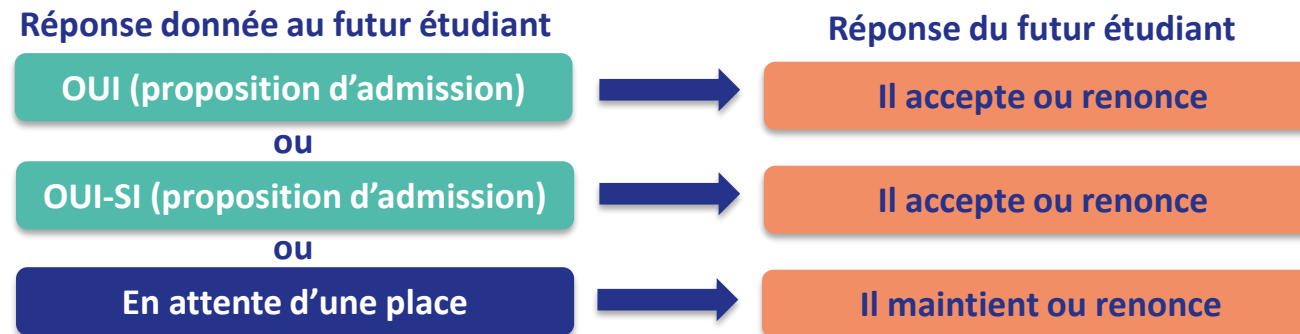 Réponse donnée au futur étudiant
Réponse du futur étudiant
OUI (proposition d’admission)
Il accepte ou renonce
ou
OUI-SI (proposition d’admission)
Il accepte ou renonce
ou
En attente d’une place
Il maintient ou renonce